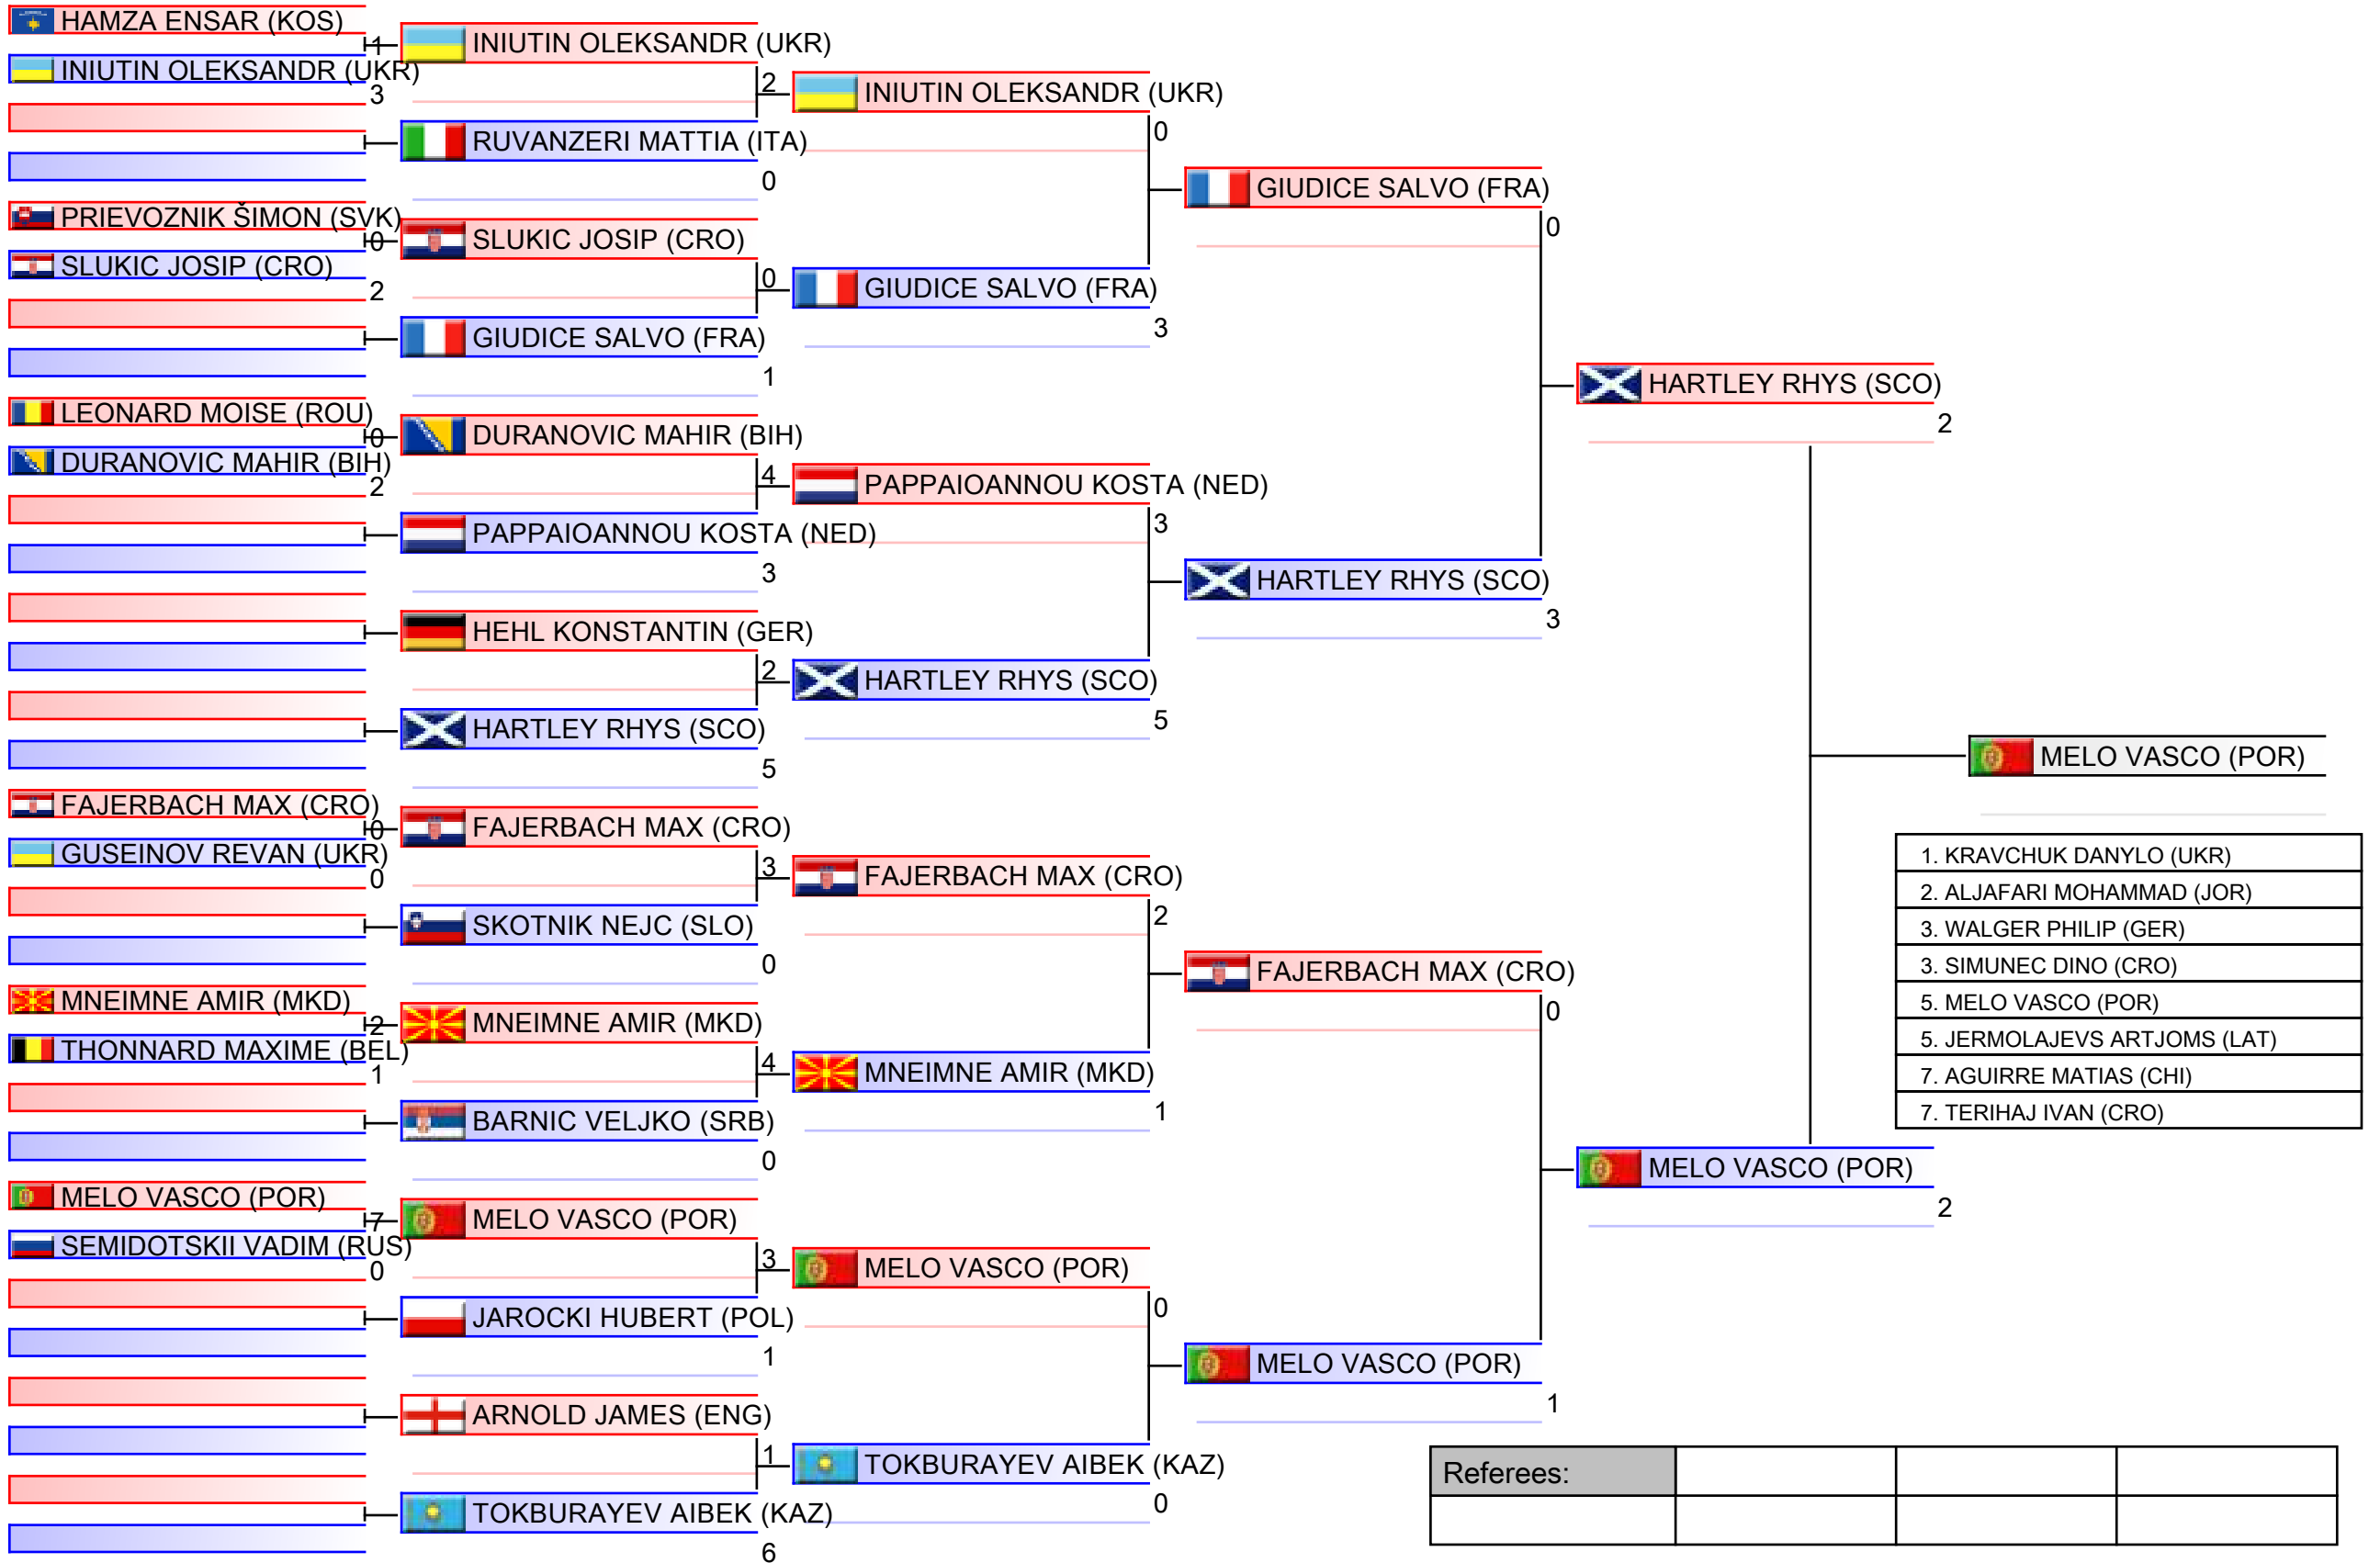 HAMZA ENSAR (KOS)
1
INIUTIN OLEKSANDR (UKR)
3
PRIEVOZNIK ŠIMON (SVK)
0
SLUKIC JOSIP (CRO)
2
LEONARD MOISE (ROU)
0
DURANOVIC MAHIR (BIH)
2
FAJERBACH MAX (CRO)
0
GUSEINOV REVAN (UKR)
0
MNEIMNE AMIR (MKD)
2
THONNARD MAXIME (BEL)
1
MELO VASCO (POR)
7
SEMIDOTSKII VADIM (RUS)
0
INIUTIN OLEKSANDR (UKR)
2
RUVANZERI MATTIA (ITA)
0
SLUKIC JOSIP (CRO)
0
GIUDICE SALVO (FRA)
1
DURANOVIC MAHIR (BIH)
4
PAPPAIOANNOU KOSTA (NED)
3
HEHL KONSTANTIN (GER)
2
HARTLEY RHYS (SCO)
5
FAJERBACH MAX (CRO)
3
SKOTNIK NEJC (SLO)
0
MNEIMNE AMIR (MKD)
4
BARNIC VELJKO (SRB)
0
MELO VASCO (POR)
3
JAROCKI HUBERT (POL)
1
ARNOLD JAMES (ENG)
1
TOKBURAYEV AIBEK (KAZ)
6
INIUTIN OLEKSANDR (UKR)
0
GIUDICE SALVO (FRA)
3
PAPPAIOANNOU KOSTA (NED)
3
HARTLEY RHYS (SCO)
5
FAJERBACH MAX (CRO)
2
MNEIMNE AMIR (MKD)
1
MELO VASCO (POR)
0
TOKBURAYEV AIBEK (KAZ)
0
GIUDICE SALVO (FRA)
0
HARTLEY RHYS (SCO)
3
FAJERBACH MAX (CRO)
0
MELO VASCO (POR)
1
HARTLEY RHYS (SCO)
2
MELO VASCO (POR)
2
MELO VASCO (POR)
1. KRAVCHUK DANYLO (UKR)
2. ALJAFARI MOHAMMAD (JOR)
3. WALGER PHILIP (GER)
3. SIMUNEC DINO (CRO)
5. MELO VASCO (POR)
5. JERMOLAJEVS ARTJOMS (LAT)
7. AGUIRRE MATIAS (CHI)
7. TERIHAJ IVAN (CRO)
Referees: